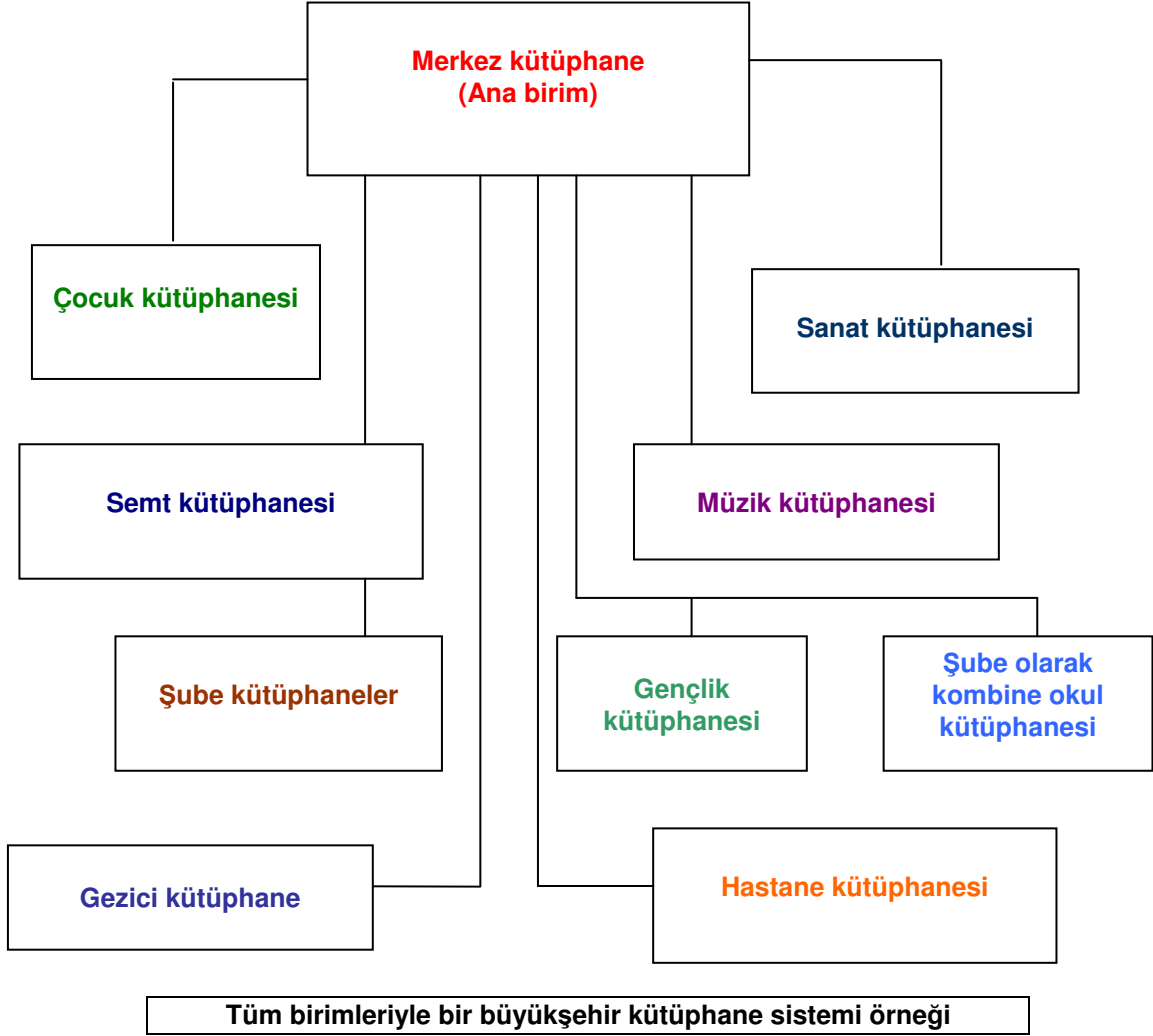 Merkez kütüphane
(Ana birim)
Çocuk kütüphanesi
Sanat kütüphanesi
Semt kütüphanesi
Müzik kütüphanesi
Şube kütüphaneler
Gençlik
kütüphanesi
Şube olarak
kombine okul
kütüphanesi
Gezici kütüphane
Hastane kütüphanesi
Tüm birimleriyle bir büyükşehir kütüphane sistemi örneği